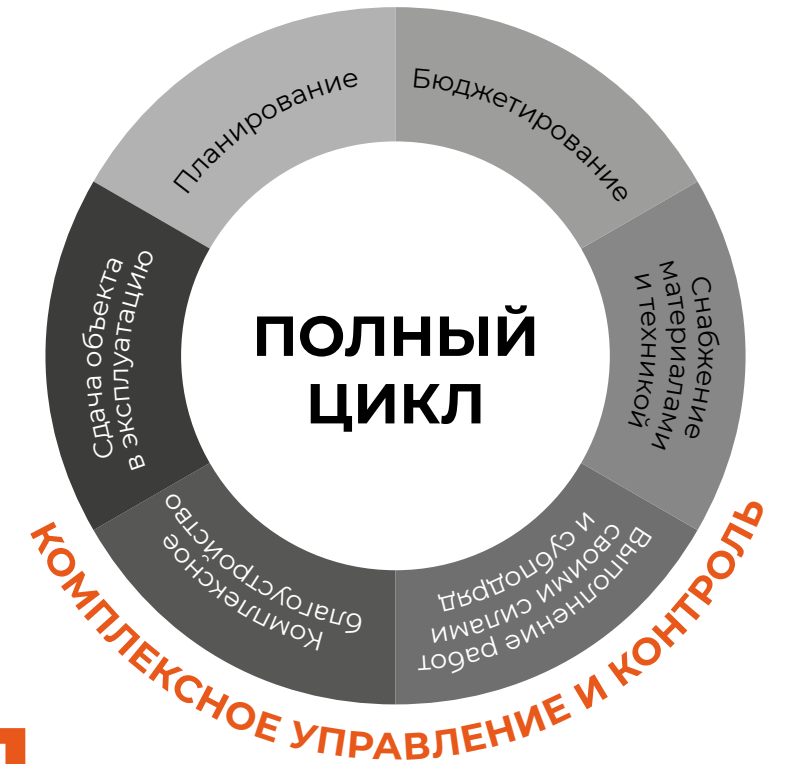 Планирование
Бюджетирование
Снабжение
материалами
и техникой
Выполнение работ
своими силами
и субподряд
Комплексное
благоустройство
Сдача объекта
в эксплуатацию
ПОЛНЫЙ
ЦИКЛ
КОМПЛЕКСНОЕ УПРАВЛЕНИЕ И КОНТРОЛЬ